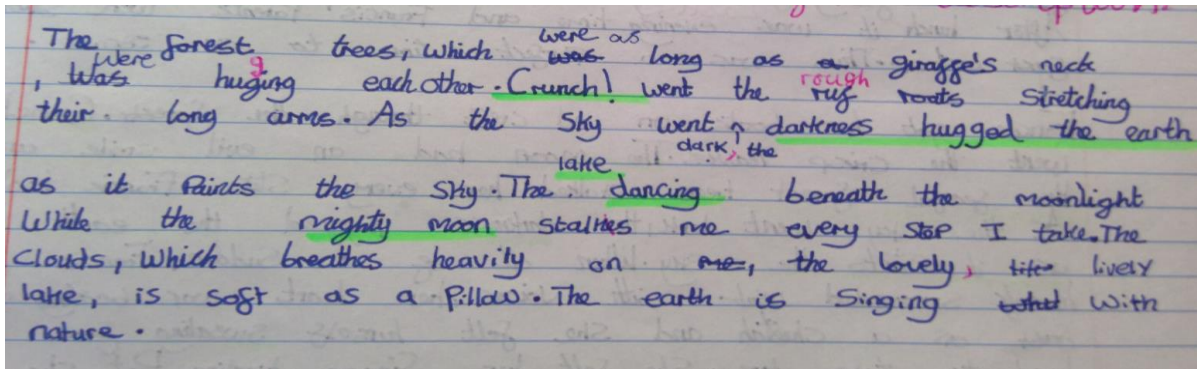 The forest trees, which were as was long as a giraffe's neck
, were was huging g each other. Crunch! went the rug rough roots stretching
their long arms. As the sky went dark, the darkness hugged the earth
as it Paints the sky. The lake dancing beneath the moonlight
While the mighty moon stalkes me every stop I take. The
clouds, which breathes heavily on me, the lovely, lively
lake, is soft as a pillow. The earth is singing with
nature.